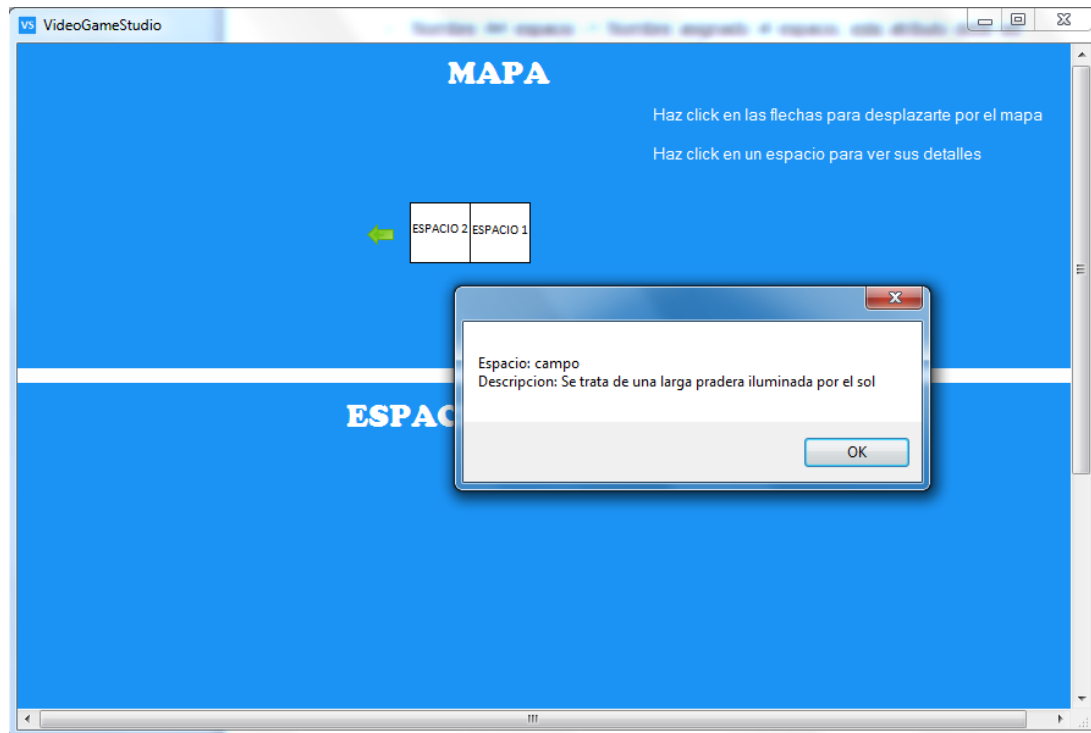 VS VideoGameStudio
MAPA
Haz click en las flechas para desplazarte por el mapa
Haz click en un espacio para ver sus detalles
ESPACIO 2 ESPACIO 1
Espacio: campo
Descripcion: Se trata de una larga pradera iluminada por el sol
OK
ESPAC